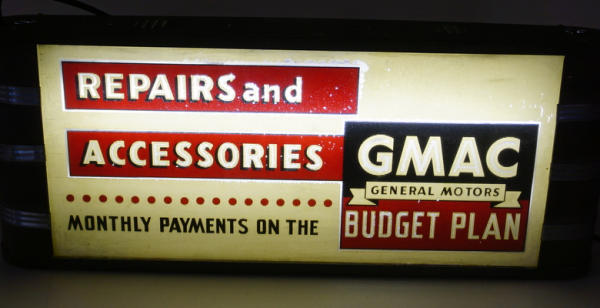 REPAIRS and
ACCESSORIES
MONTHLY PAYMENTS ON THE
GMAC
GENERAL MOTORS
BUDGET PLAN